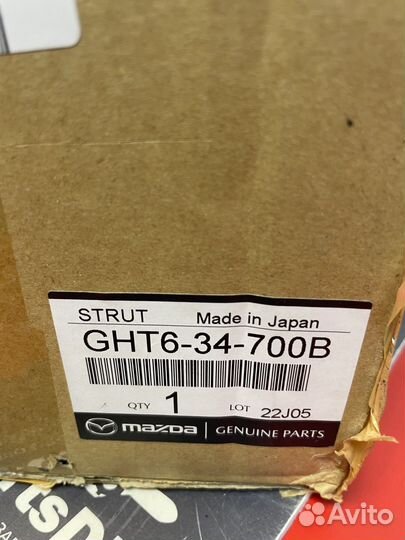 STRUT Made in Japan
GHT6-34-700B
QTY 1 LOT 22J05
mazda GENUINE PARTS
Avito